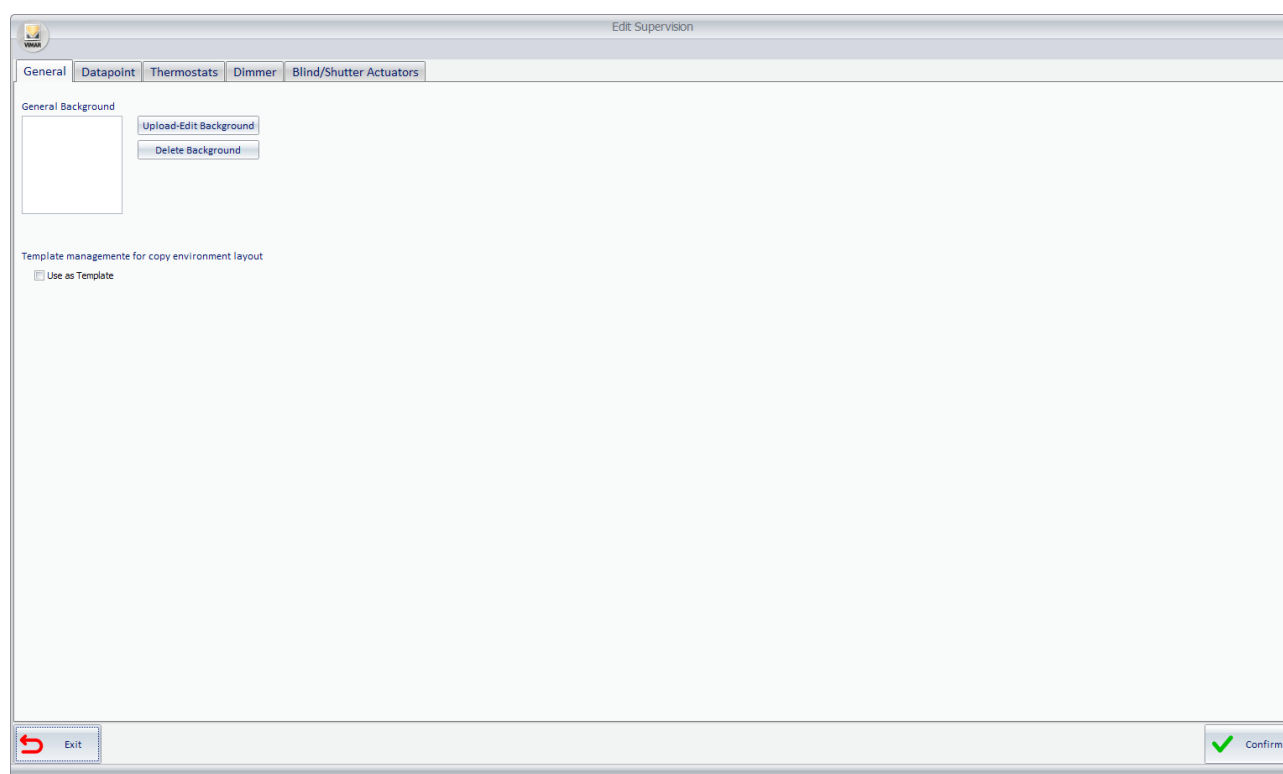 Edit Supervision
VIMAR
General Datapoint Thermostats Dimmer Blind/Shutter Actuators
General Background
Upload-Edit Background
Delete Background
Template managemente for copy environment layout
Use as Template
Exit Confirm